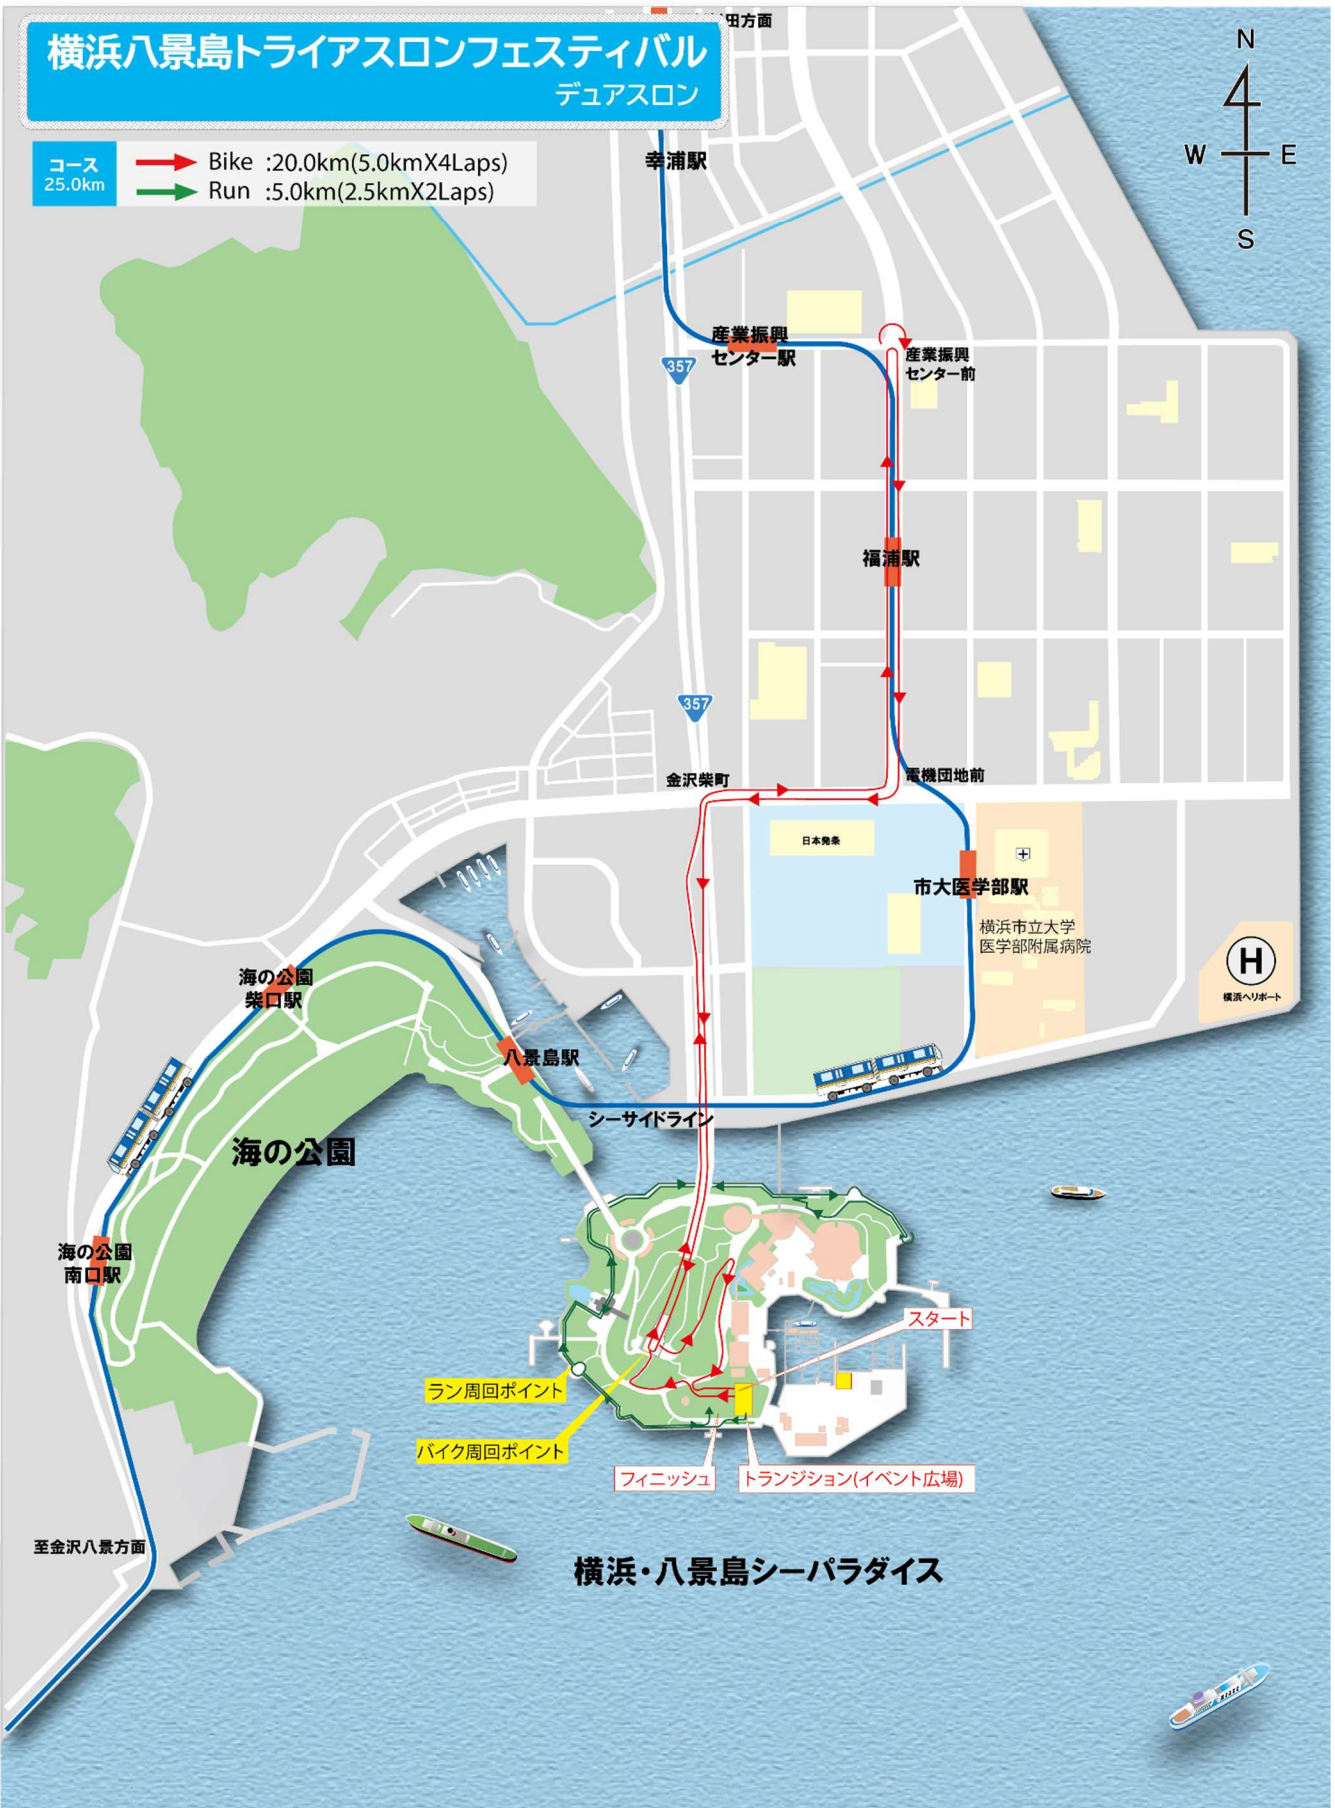 横浜八景島トライアスロンフェスティバル
デュアスロン
田方面
コース
25.0km
Bike :20.0km(5.0kmX4Laps)
Run :5.0km(2.5kmX2Laps)
N
W
E
S
幸浦駅
産業振興
センター駅
357
産業振興
センター前
福浦駅
357
金沢柴町
電機団地前
日本発条
市大医学部駅
横浜市立大学
医学部附属病院
H
横浜ヘリポート
海の公園
柴口駅
八景島駅
シーサイドライン
海の公園
海の公園
南口駅
スタート
ラン周回ポイント
バイク周回ポイント
フィニッシュ
トランジション(イベント広場)
至金沢八景方面
横浜・八景島シーパラダイス